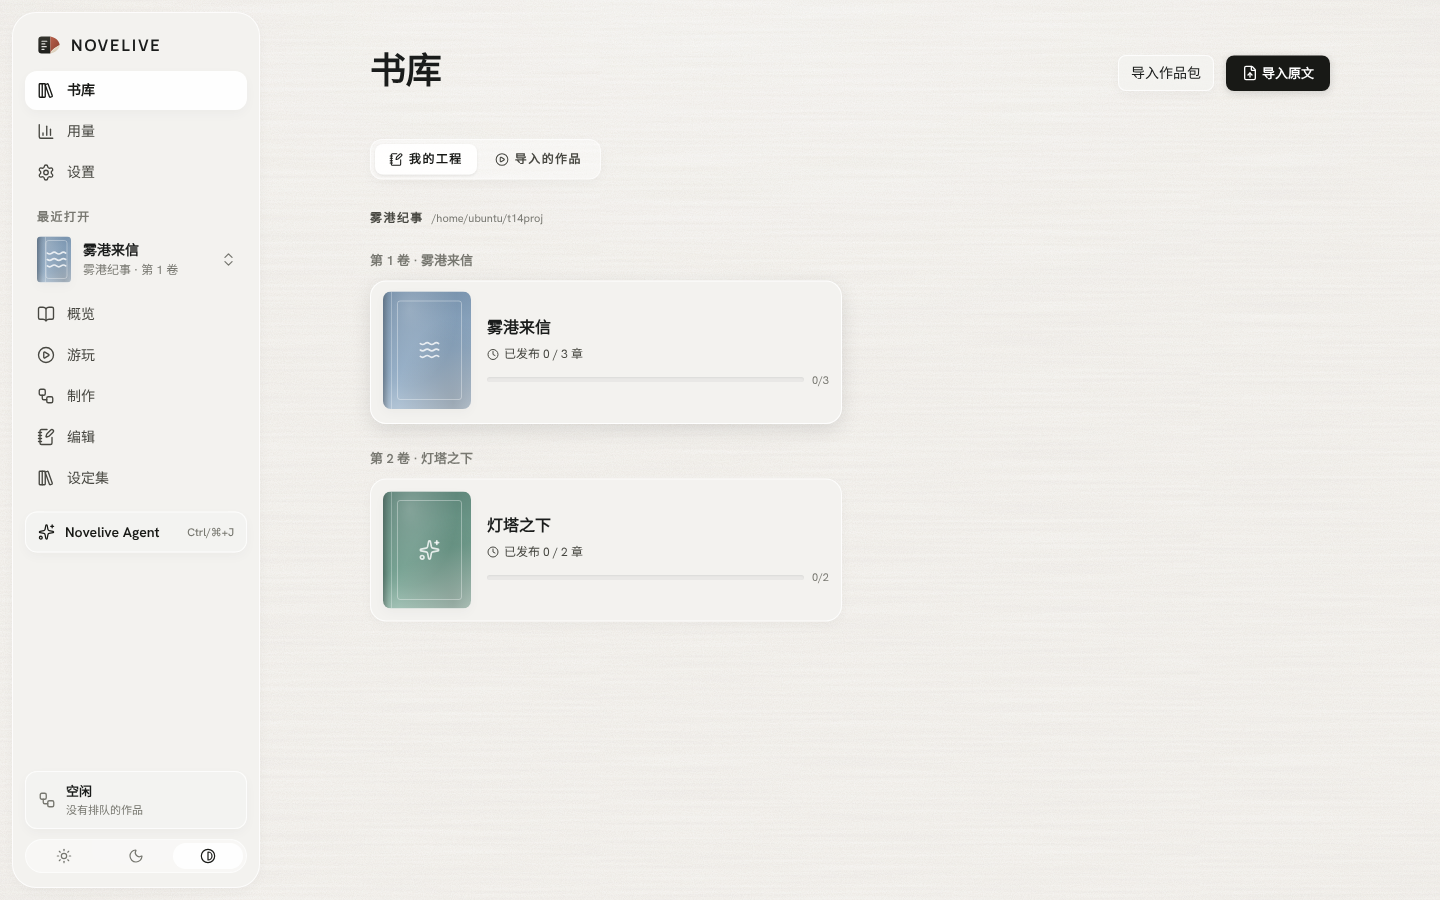 NOVELIVE
书库
用量
设置
最近打开
雾港来信
雾港纪事 · 第 1 卷
概览
游玩
制作
编辑
设定集
Novelive Agent Ctrl/⌘+J
空闲
没有排队的作品
书库
导入作品包
导入原文
我的工程
导入的作品
雾港纪事 /home/ubuntu/t14proj
第 1 卷 · 雾港来信
雾港来信
已发布 0 / 3 章
0/3
第 2 卷 · 灯塔之下
灯塔之下
已发布 0 / 2 章
0/2